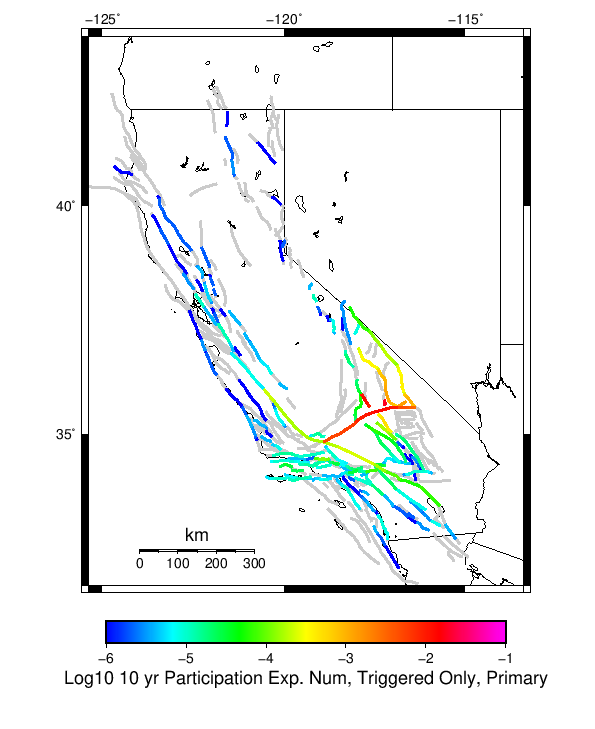 −125° −120° −115°
40°
35°
km
0 100 200 300
−6 −5 −4 −3 −2 −1
Log10 10 yr Participation Exp. Num, Triggered Only, Primary